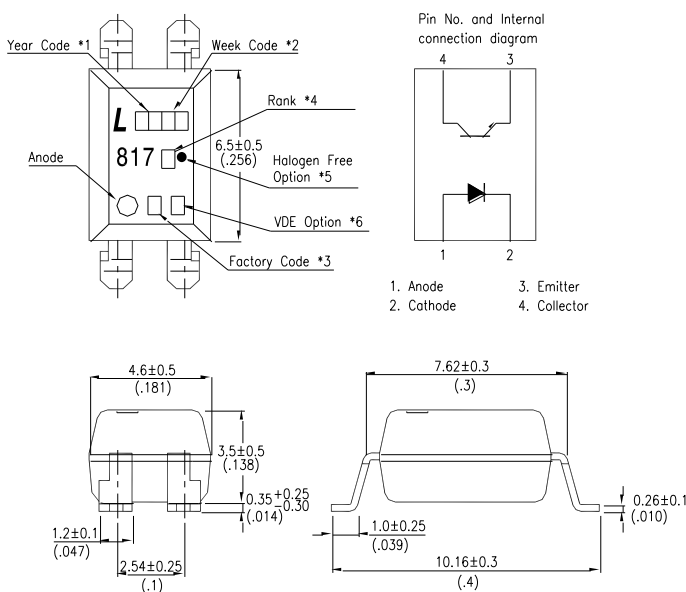 Pin No. and Internal
connection diagram
Year Code *1
Week Code *2
4 3
L
Rank *4
817
6.5±0.5
(.256)
Halogen Free
Option *5
Anode
VDE Option *6
Factory Code *3
1 2
1. Anode
2. Cathode
3. Emitter
4. Collector
4.6±0.5
(.181)
7.62±0.3
(.3)
3.5±0.5
(.138)
0.35+0.25
-0.30
(.014)
1.2±0.1
(.047)
2.54±0.25
(.1)
1.0±0.25
(.039)
0.26±0.1
(.010)
10.16±0.3
(.4)